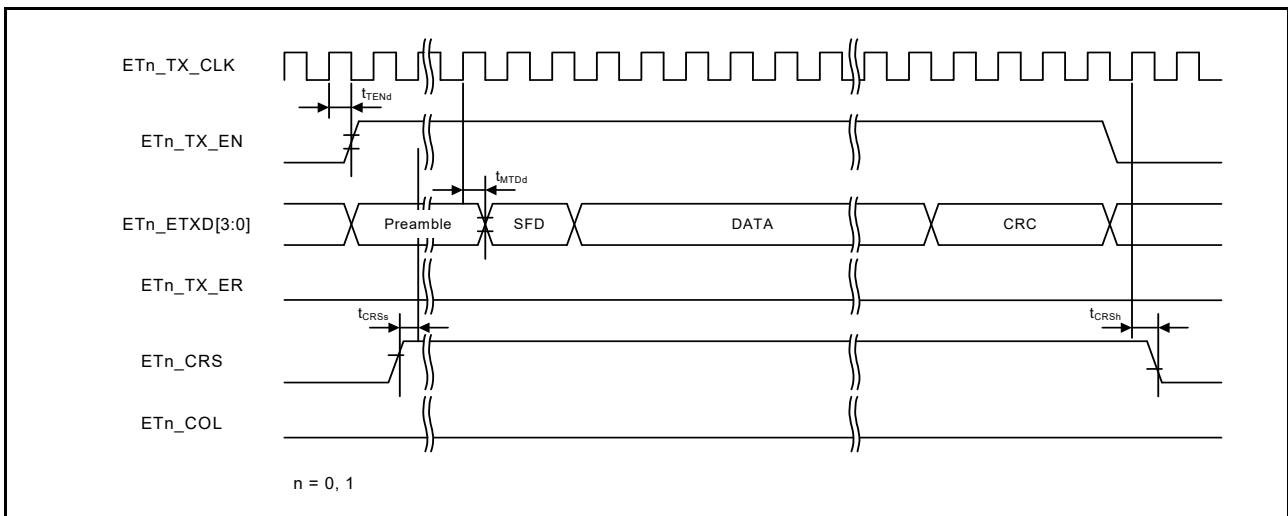 ETn_TX_CLK
tTENd
ETn_TX_EN
tMTDd
ETn_ETXD[3:0] Preamble SFD DATA CRC
ETn_TX_ER
tCRSs tCRSh
ETn_CRS
ETn_COL
n = 0, 1